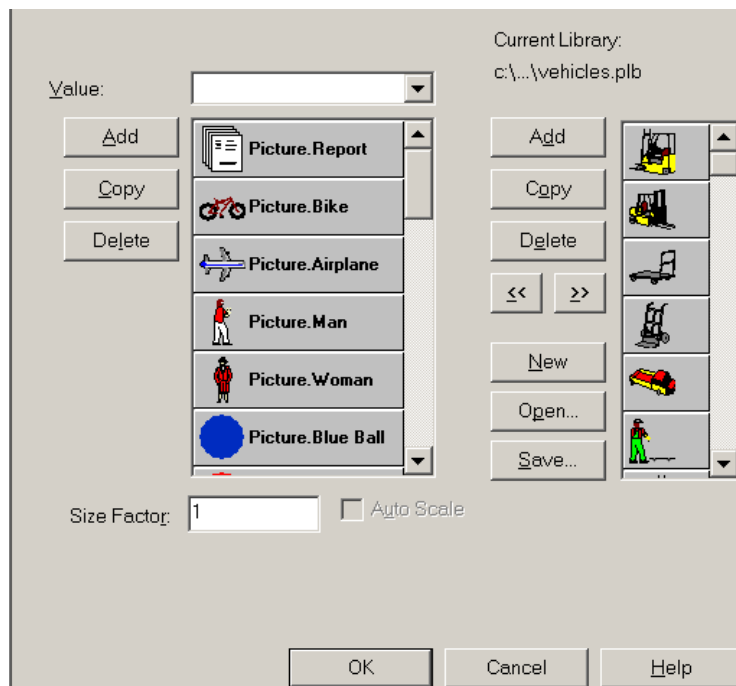 Current Library:
c:\...\vehicles.plb
Value:
Add
Copy
Delete
Picture.Report
Picture.Bike
Picture.Airplane
Picture.Man
Picture.Woman
Picture.Blue Ball
Add
Copy
Delete
<< >>
New
Open...
Save...
Size Factor: 1
Auto Scale
OK Cancel Help